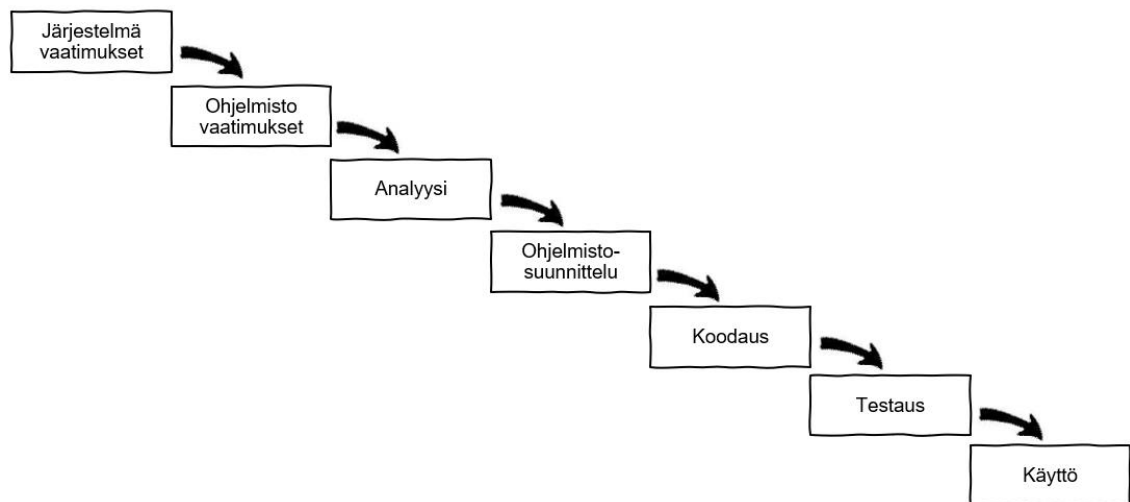 Järjestelmä
vaatimukset
Ohjelmisto
vaatimukset
Analyysi
Ohjelmisto-
suunnittelu
Koodaus
Testaus
Käyttö